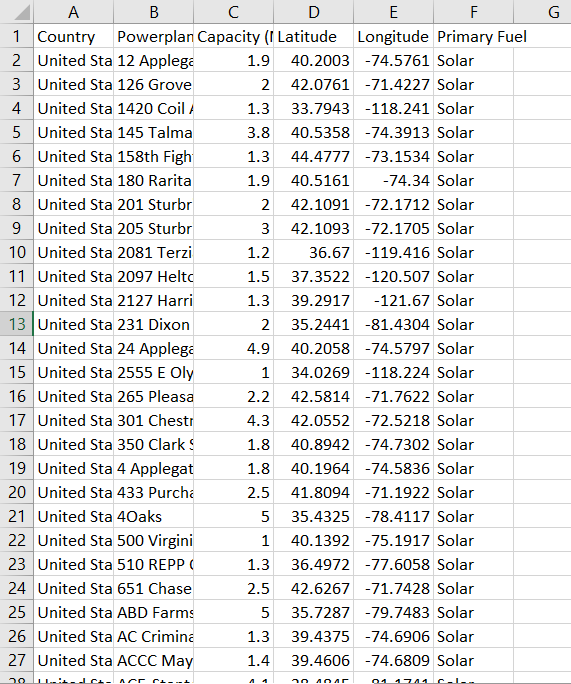 A B C D E F G
1 Country Powerplan Capacity (I Latitude Longitude Primary Fuel
2 United Sta 12 Applega 1.9 40.2003 -74.5761 Solar
3 United Sta 126 Grove 2 42.0761 -71.4227 Solar
4 United Sta 1420 Coil A 1.3 33.7943 -118.241 Solar
5 United Sta 145 Talma 3.8 40.5358 -74.3913 Solar
6 United Sta 158th Figh 1.3 44.4777 -73.1534 Solar
7 United Sta 180 Rarita 1.9 40.5161 -74.34 Solar
8 United Sta 201 Sturbr 2 42.1091 -72.1712 Solar
9 United Sta 205 Sturbr 3 42.1093 -72.1705 Solar
10 United Sta 2081 Terzi 1.2 36.67 -119.416 Solar
11 United Sta 2097 Helto 1.5 37.3522 -120.507 Solar
12 United Sta 2127 Harri 1.3 39.2917 -121.67 Solar
13 United Sta 231 Dixon 2 35.2441 -81.4304 Solar
14 United Sta 24 Applega 4.9 40.2058 -74.5797 Solar
15 United Sta 2555 E Oly 1 34.0269 -118.224 Solar
16 United Sta 265 Pleasa 2.2 42.5814 -71.7622 Solar
17 United Sta 301 Chestr 4.3 42.0552 -72.5218 Solar
18 United Sta 350 Clark S 1.8 40.8942 -74.7302 Solar
19 United Sta 4 Applegat 1.8 40.1964 -74.5836 Solar
20 United Sta 433 Purcha 2.5 41.8094 -71.1922 Solar
21 United Sta 4Oaks 5 35.4325 -78.4117 Solar
22 United Sta 500 Virgini 1 40.1392 -75.1917 Solar
23 United Sta 510 REPP C 1.3 36.4972 -77.6058 Solar
24 United Sta 651 Chase 2.5 42.6267 -71.7428 Solar
25 United Sta ABD Farms 5 35.7287 -79.7483 Solar
26 United Sta AC Crimina 1.3 39.4375 -74.6906 Solar
27 United Sta ACCC May 1.4 39.4606 -74.6809 Solar